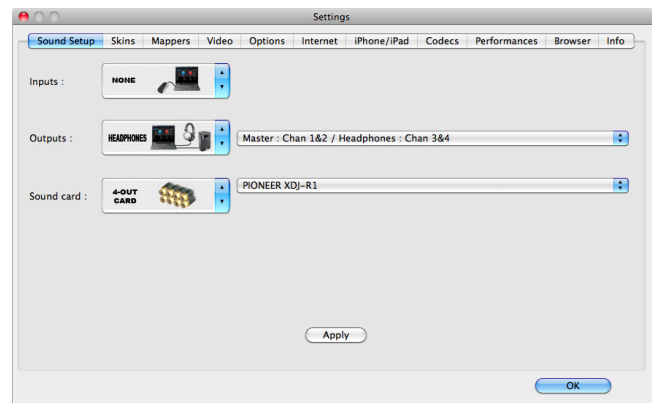 Settings
Sound Setup Skins Mappers Video Options Internet iPhone/iPad Codecs Performances Browser Info
Inputs : NONE
Outputs : HEADPHONES Master : Chan 1&2 / Headphones : Chan 3&4
Sound card : 4-OUT CARD PIONEER XDJ-R1
Apply
OK